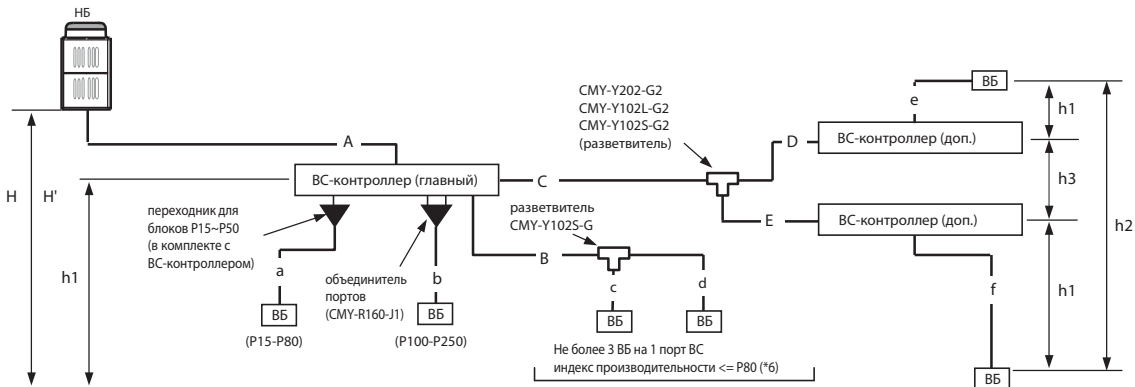 НБ
H
H'
h1
A
ВС-контроллер (главный)
переходник для
блоков P15~P50
(в комплекте с
ВС-контроллером)
a
ВБ
(P15-P80)
объединитель
портов
(CMY-R160-J1)
b
ВБ
(P100-P250)
C
B
разветвитель
CMY-Y102S-G
c
d
ВБ
ВБ
Не более 3 ВБ на 1 порт ВС
индекс производительности <= P80 (*6)
CMY-Y202-G2
CMY-Y102L-G2
CMY-Y102S-G2
(разветвитель)
D
E
e
ВБ
ВС-контроллер (доп.)
ВС-контроллер (доп.)
f
ВБ
h1
h3
h1
h2